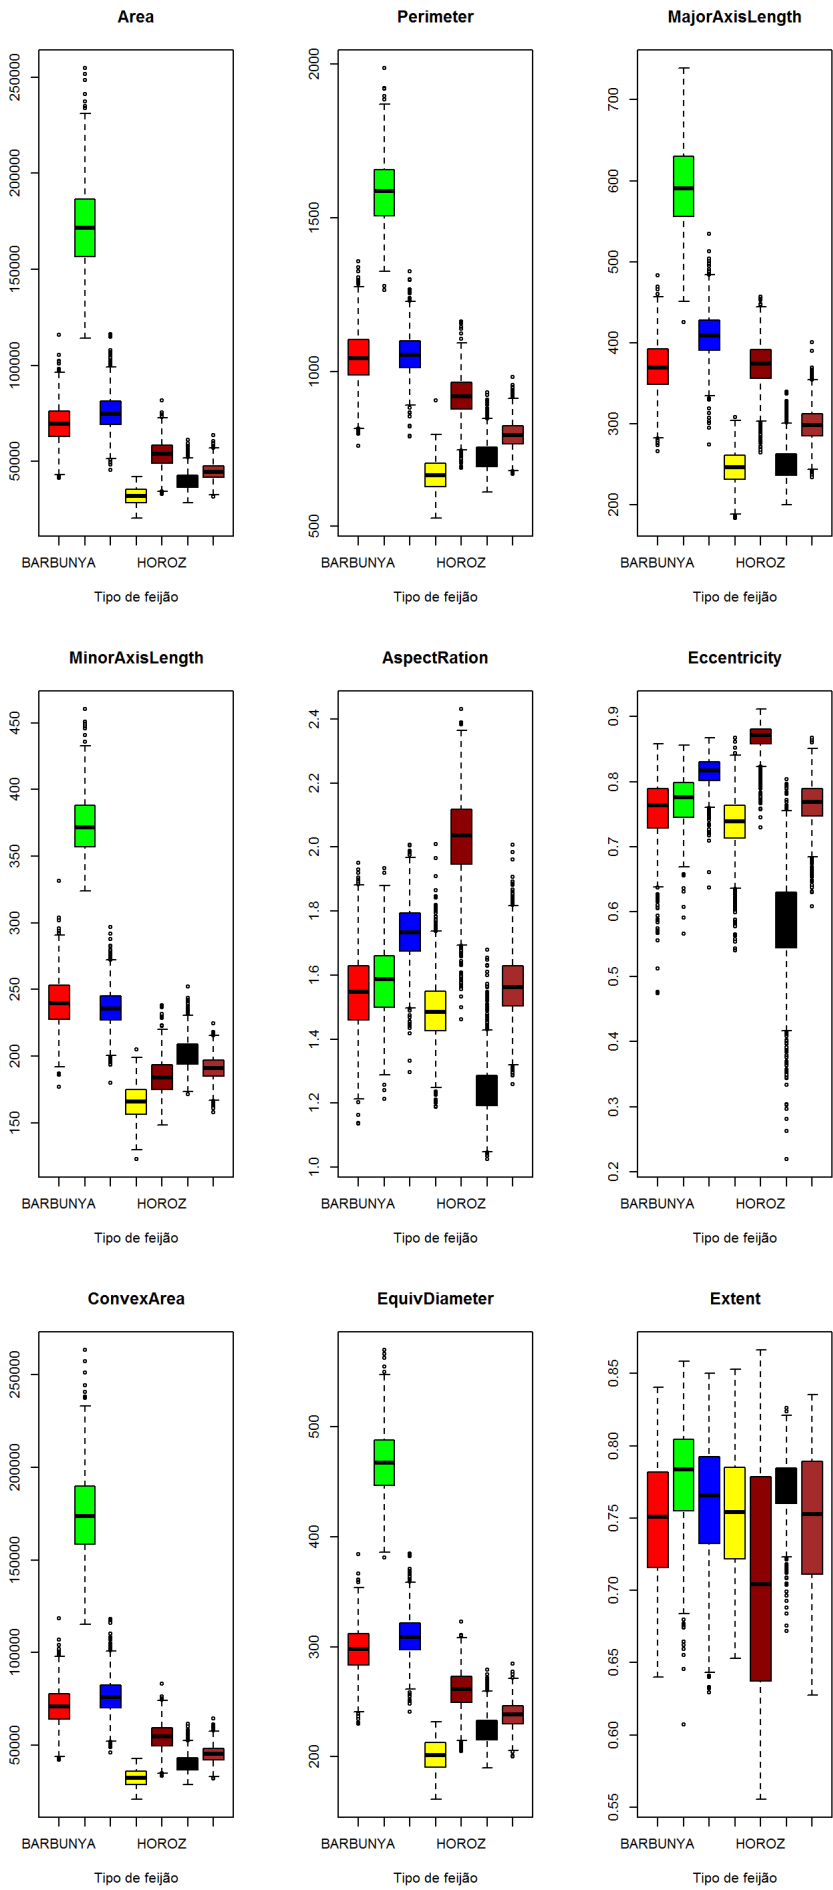 Area
250000
200000
150000
100000
50000
BARBUNYA HOROZ
Tipo de feijão
Perimeter
2000
1500
1000
500
BARBUNYA HOROZ
Tipo de feijão
MajorAxisLength
700
600
500
400
300
200
BARBUNYA HOROZ
Tipo de feijão
MinorAxisLength
450
400
350
300
250
200
150
BARBUNYA HOROZ
Tipo de feijão
AspectRation
2.4
2.2
2.0
1.8
1.6
1.4
1.2
1.0
BARBUNYA HOROZ
Tipo de feijão
Eccentricity
0.9
0.8
0.7
0.6
0.5
0.4
0.3
0.2
BARBUNYA HOROZ
Tipo de feijão
ConvexArea
250000
200000
150000
100000
50000
BARBUNYA HOROZ
Tipo de feijão
EquivDiameter
500
400
300
200
BARBUNYA HOROZ
Tipo de feijão
Extent
0.85
0.80
0.75
0.70
0.65
0.60
0.55
BARBUNYA HOROZ
Tipo de feijão